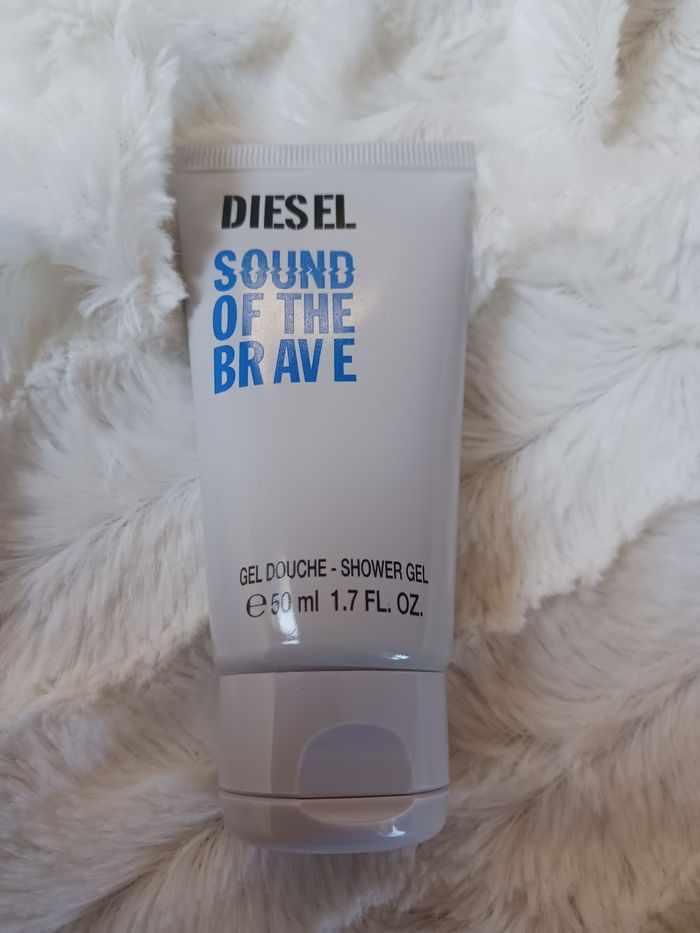 DIESEL
SOUND
OF THE
BRAVE
GEL DOUCHE - SHOWER GEL
℮50 ml 1.7 FL. OZ.